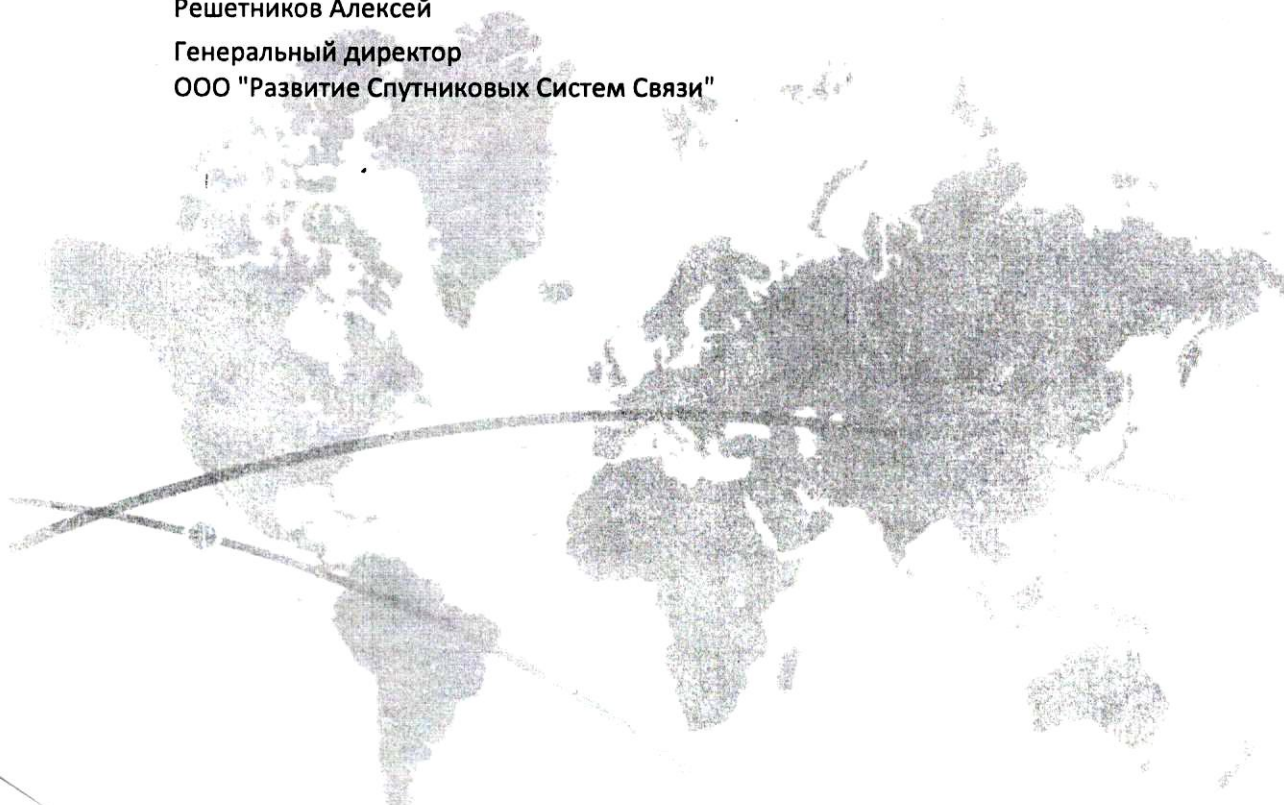 Решетников Алексей
Генеральный директор
ООО "Развитие Спутниковых Систем Связи"